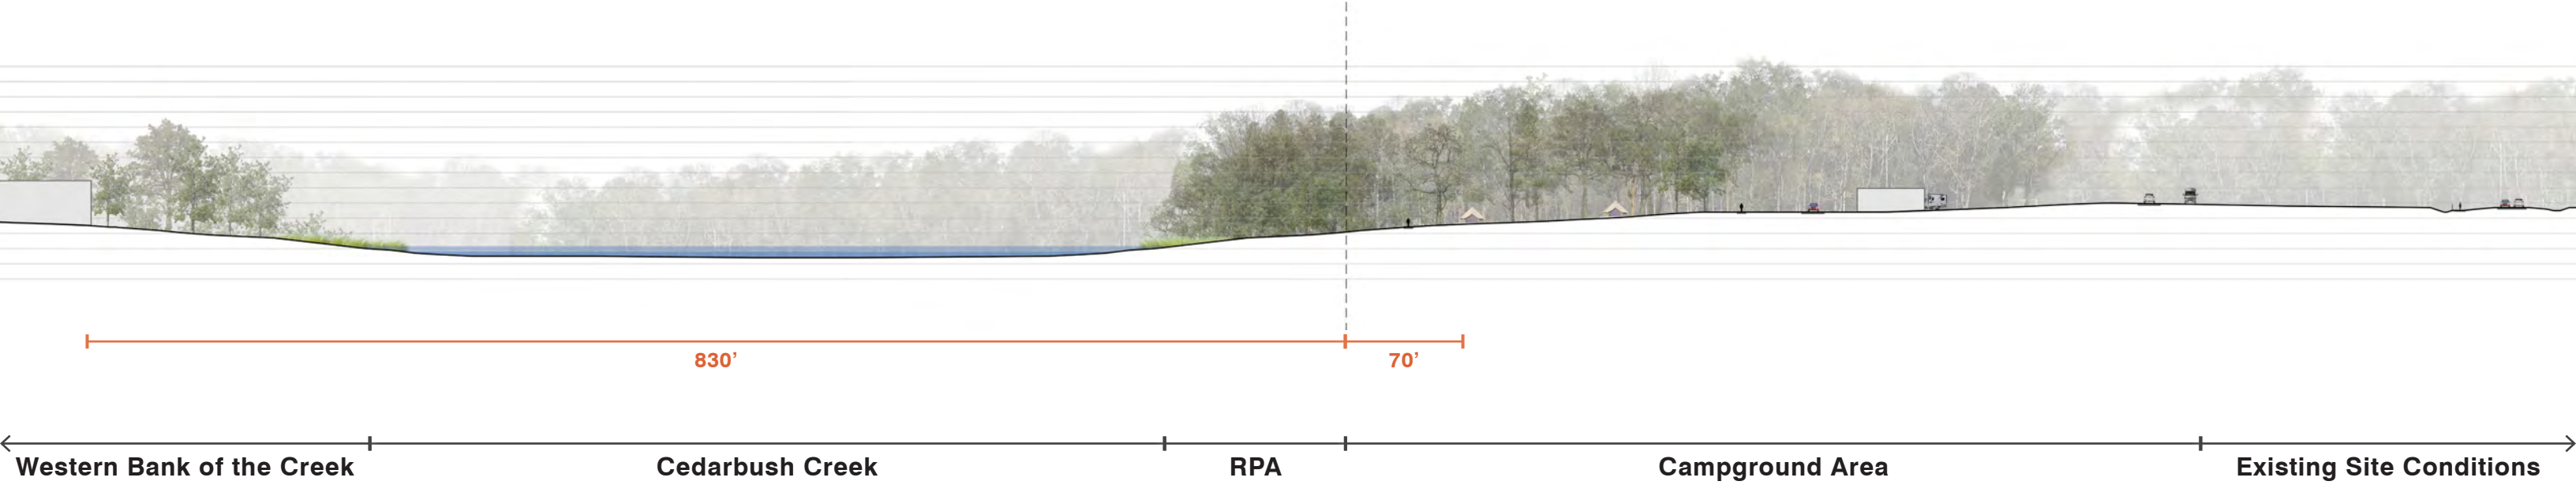 830’
70’
Western Bank of the Creek
Cedarbush Creek
RPA
Campground Area
Existing Site Conditions